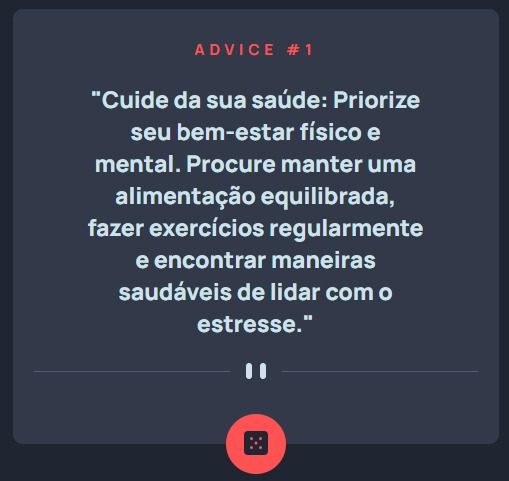 ADVICE #1
"Cuide da sua saúde: Priorize
seu bem-estar físico e
mental. Procure manter uma
alimentação equilibrada,
fazer exercícios regularmente
e encontrar maneiras
saudáveis de lidar com o
estresse."